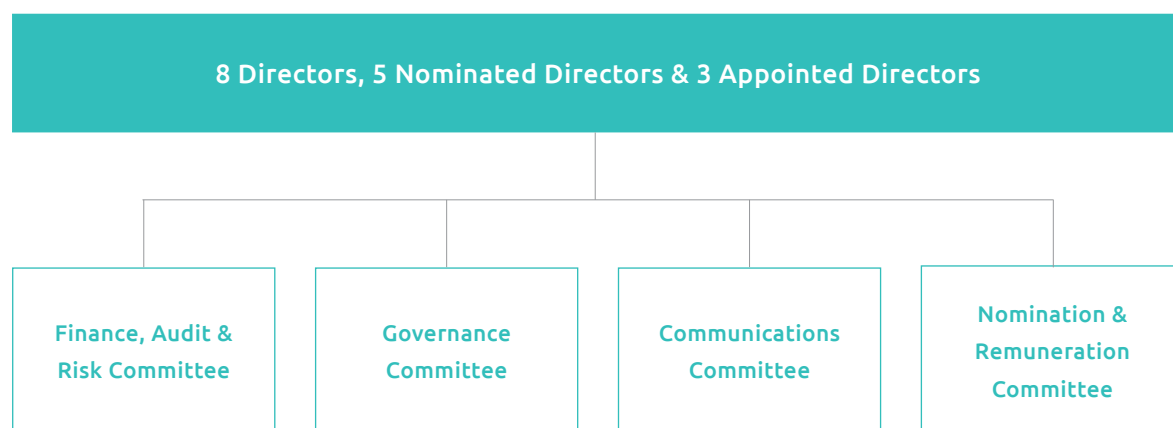 8 Directors, 5 Nominated Directors & 3 Appointed Directors
Finance, Audit &
Risk Committee
Governance
Committee
Communications
Committee
Nomination &
Remuneration
Committee